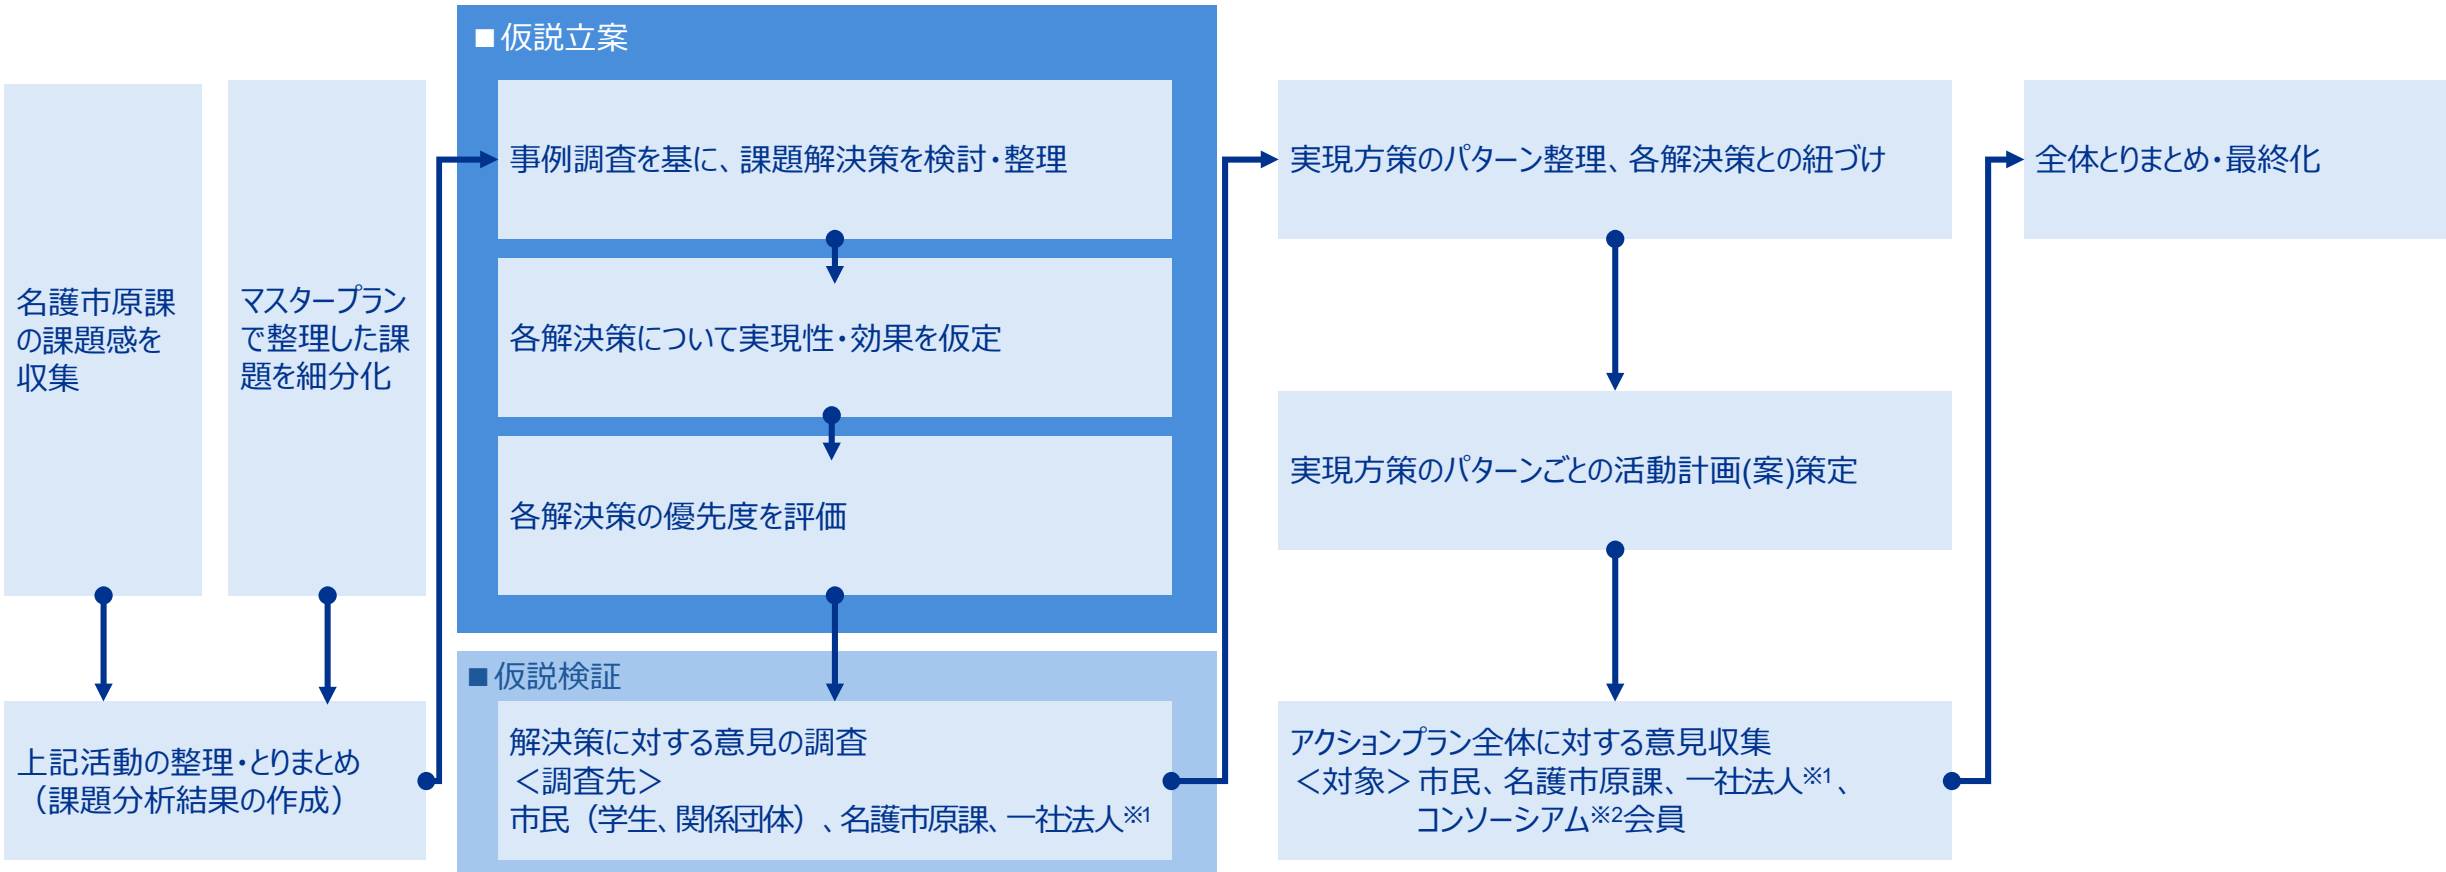 名護市原課
の課題感を
収集
マスタープラン
で整理した課
題を細分化
上記活動の整理・とりまとめ
（課題分析結果の作成）
■仮説立案
事例調査を基に、課題解決策を検討・整理
各解決策について実現性・効果を仮定
各解決策の優先度を評価
■仮説検証
解決策に対する意見の調査
＜調査先＞
市民（学生、関係団体）、名護市原課、一社法人※1
実現方策のパターン整理、各解決策との紐づけ
実現方策のパターンごとの活動計画(案)策定
アクションプラン全体に対する意見収集
＜対象＞市民、名護市原課、一社法人※1、
コンソーシアム※2会員
全体とりまとめ・最終化